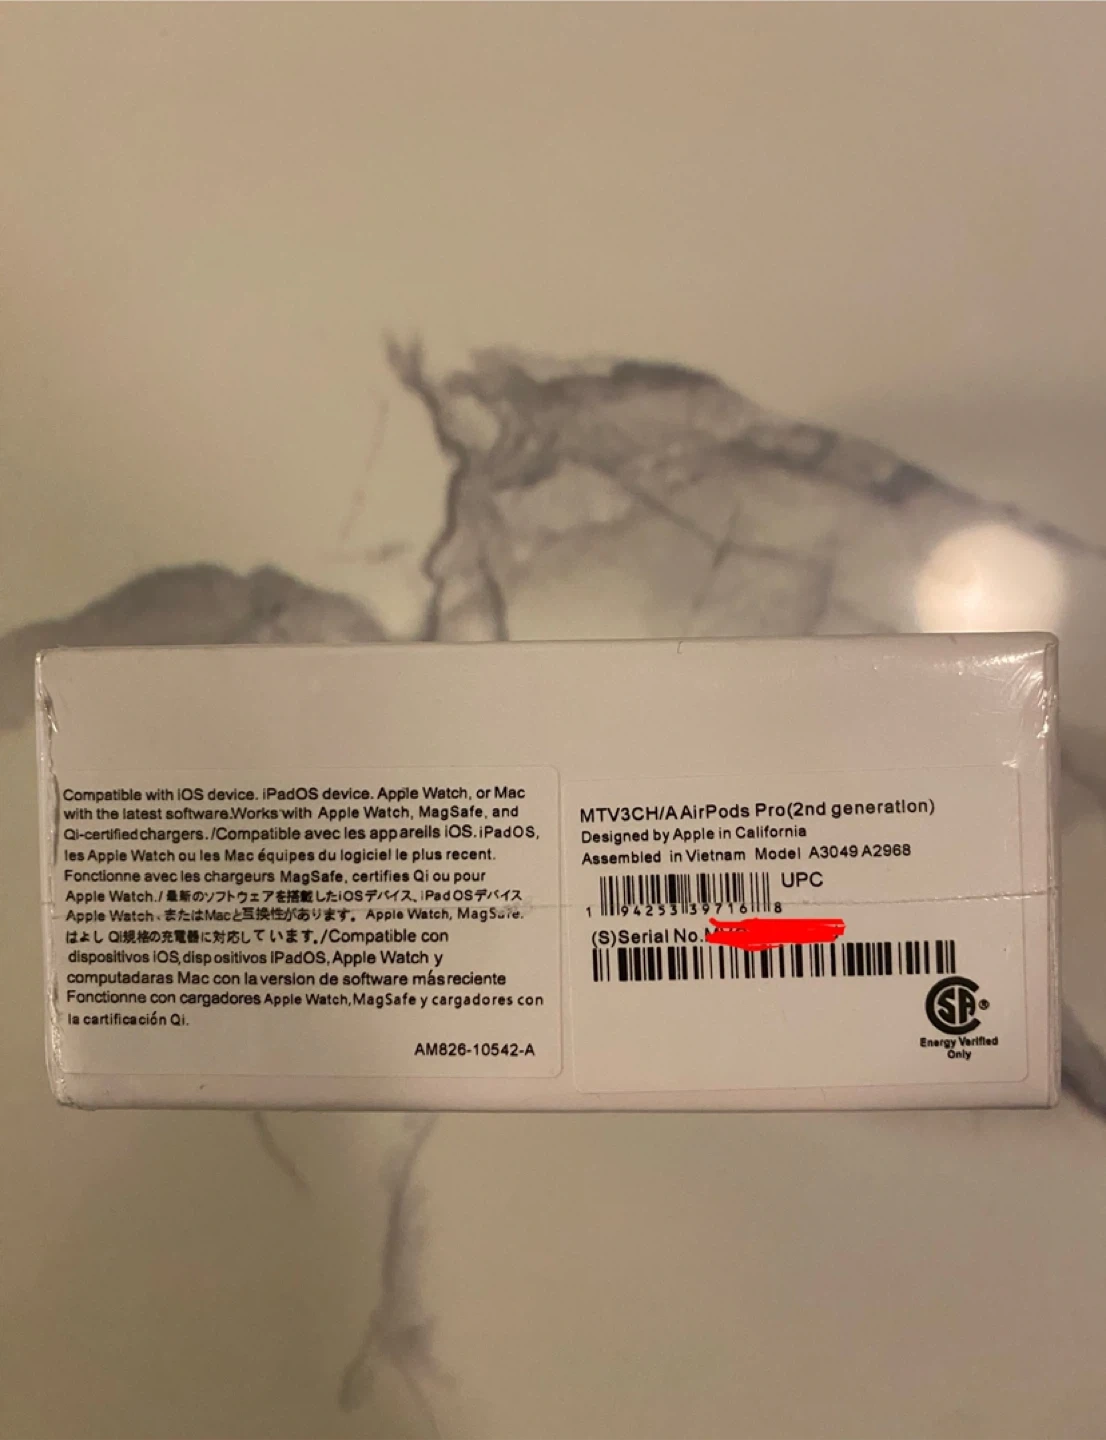 Compatible with iOS device. iPadOS device. Apple Watch, or Mac
with the latest software.Works with Apple Watch, MagSafe, and
Qi-certified chargers. /Compatible avec les appareils iOS. iPadOS,
les Apple Watch ou les Mac équipes du logiciel le plus recent.
Fonctionne avec les chargeurs MagSafe, certifies Qi ou pour
Apple Watch./ 最新のソフトウェアを搭載したiOSデバイス、iPadOSデバイス
Apple Watch、またはMacと互換性があります。Apple Watch, MagSafe.
はよし Qi規格の充電器に対応しています。/Compatible con
dispositivos iOS, dispositivos iPadOS, Apple Watch y
computadaras Mac con la version de software más reciente
Fonctionne con cargadores Apple Watch, MagSafe y cargadores con
la cartificación Qi.
AM826-10542-A
MTV3CH/A AirPods Pro(2nd generation)
Designed by Apple in California
Assembled in Vietnam Model A3049 A2968
UPC
1 94253 39716 8
(S)Serial No.
CSA ®
Energy Verified
Only